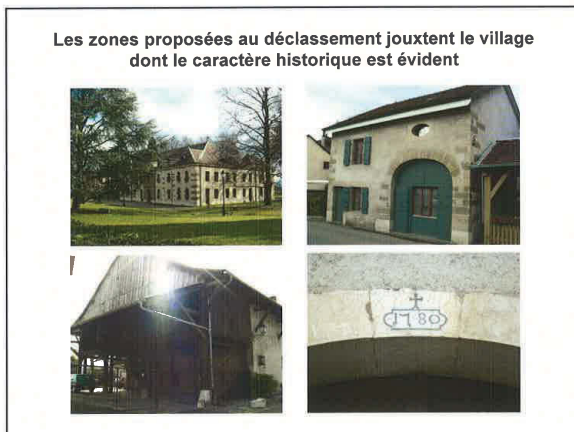 Les zones proposées au déclassement jouxtent le village
dont le caractère historique est évident
1780